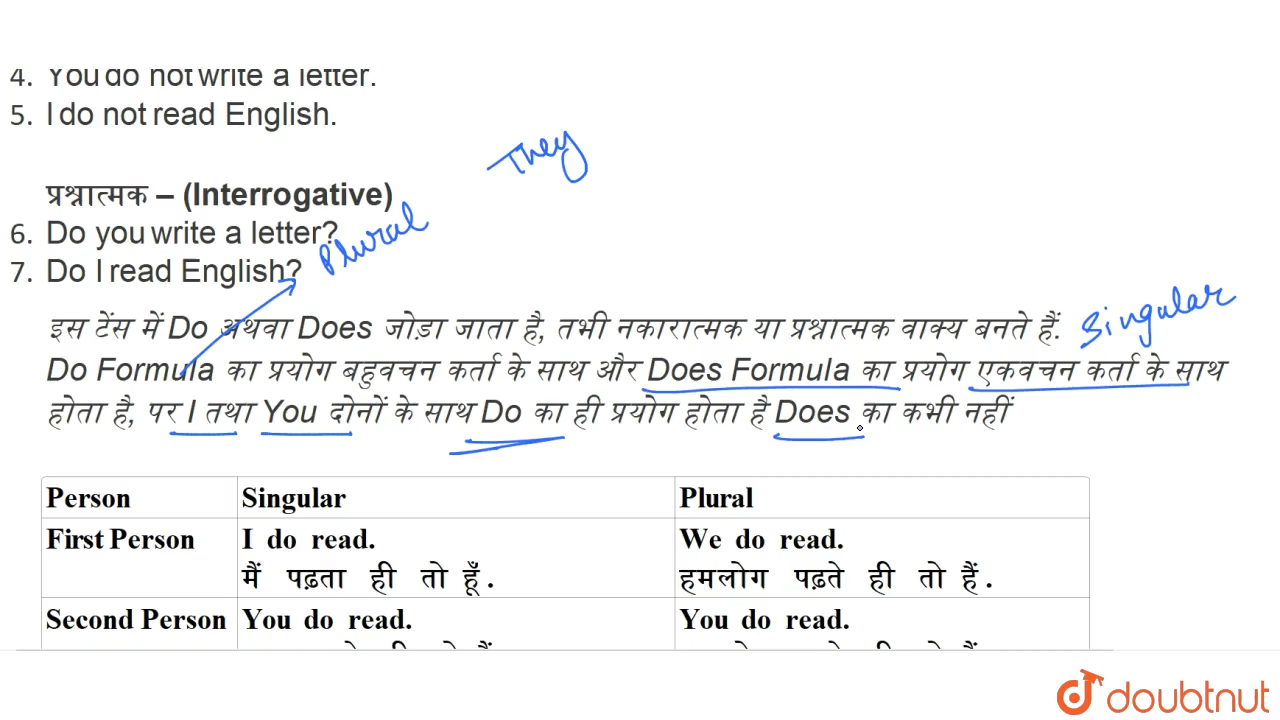 4. You do not write a letter.
5. I do not read English.
They
प्रश्नात्मक – (Interrogative)
6. Do you write a letter?
Plural
7. Do I read English?
Singular
इस टेंस में Do अथवा Does जोड़ा जाता है, तभी नकारात्मक या प्रश्नात्मक वाक्य बनते हैं:
Do Formula का प्रयोग बहुवचन कर्ता के साथ और Does Formula का प्रयोग एकवचन कर्ता के साथ
होता है, पर I तथा You दोनों के साथ Do का ही प्रयोग होता है Does का कभी नहीं
Person Singular Plural
First Person I do read. We do read.
मैं पढ़ता ही तो हूँ. हमलोग पढ़ते ही तो हैं.
Second Person You do read. You do read.
doubtnut